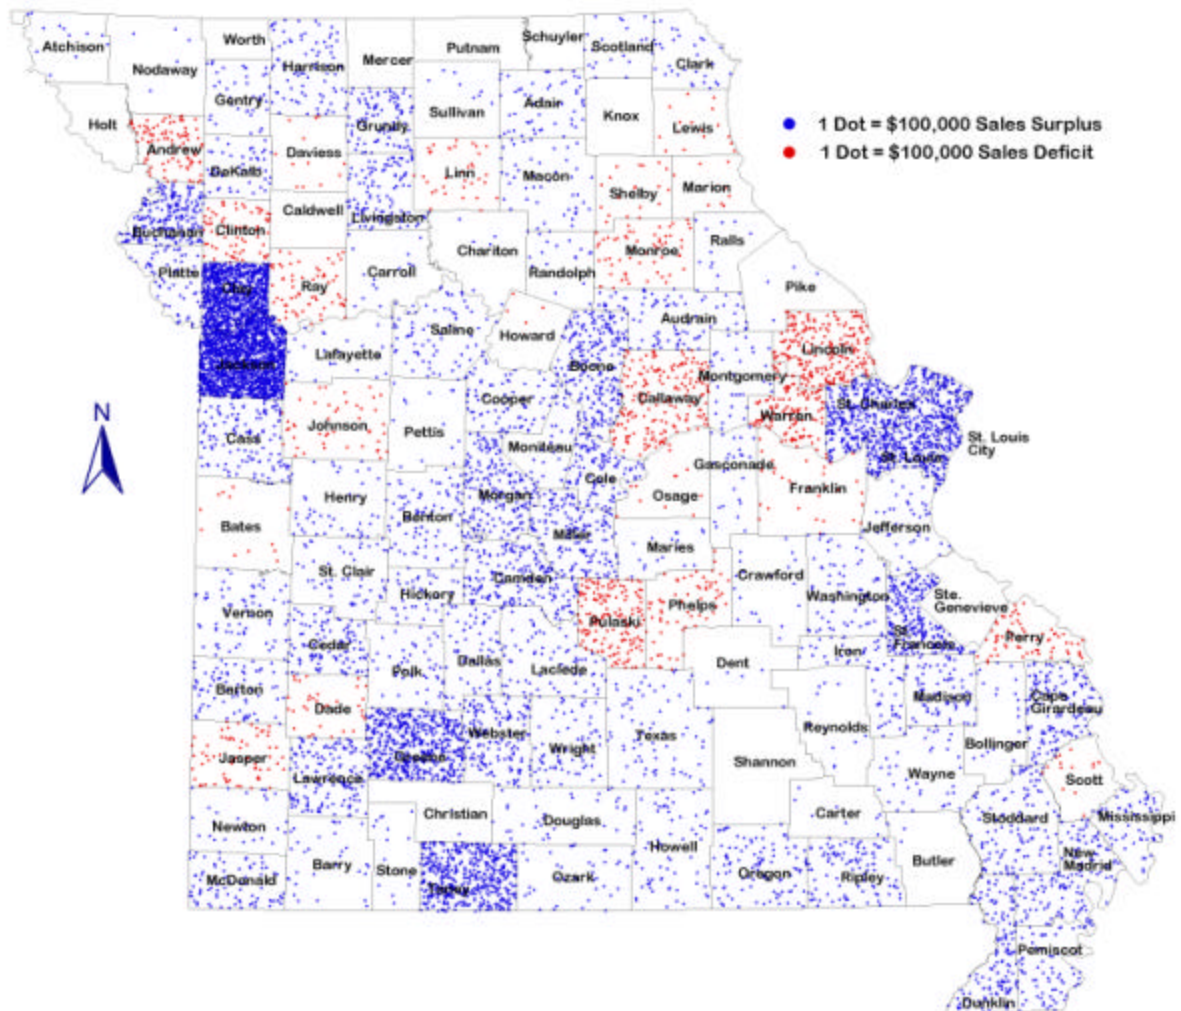 Atchison
Nodaway
Worth
Harrison
Mercer
Putnam
Schuyler
Scotland
Clark
Gentry
Grundy
Sullivan
Adair
Knox
Lewis
Holt
Andrew
DeKalb
Daviess
Linn
Macon
Shelby
Marion
Buchanan
Clinton
Caldwell
Livingston
Chariton
Randolph
Monroe
Ralls
Platte
Clay
Ray
Carroll
Pike
Saline
Howard
Audrain
Jackson
Lafayette
Boone
Lincoln
Montgomery
Cooper
Callaway
Warren
St. Charles
Cass
Johnson
Pettis
Moniteau
Cole
Gasconade
St. Louis
St. Louis
City
Henry
Morgan
Osage
Franklin
Bates
Benton
Miller
Jefferson
Maries
St. Clair
Camden
Crawford
Washington
Hickory
Ste.
Genevieve
Vernon
Pulaski
Phelps
St.
Francois
Perry
Cedar
Polk
Dallas
Laclede
Dent
Iron
Barton
Dade
Madison
Cape
Girardeau
Webster
Wright
Texas
Reynolds
Bollinger
Jasper
Greene
Lawrence
Shannon
Wayne
Scott
Newton
Christian
Douglas
Carter
Stoddard
Mississippi
Howell
McDonald
Barry
Stone
Taney
Ozark
Oregon
Ripley
Butler
New
Madrid
Pemiscot
Dunklin
N
1 Dot = $100,000 Sales Surplus
1 Dot = $100,000 Sales Deficit